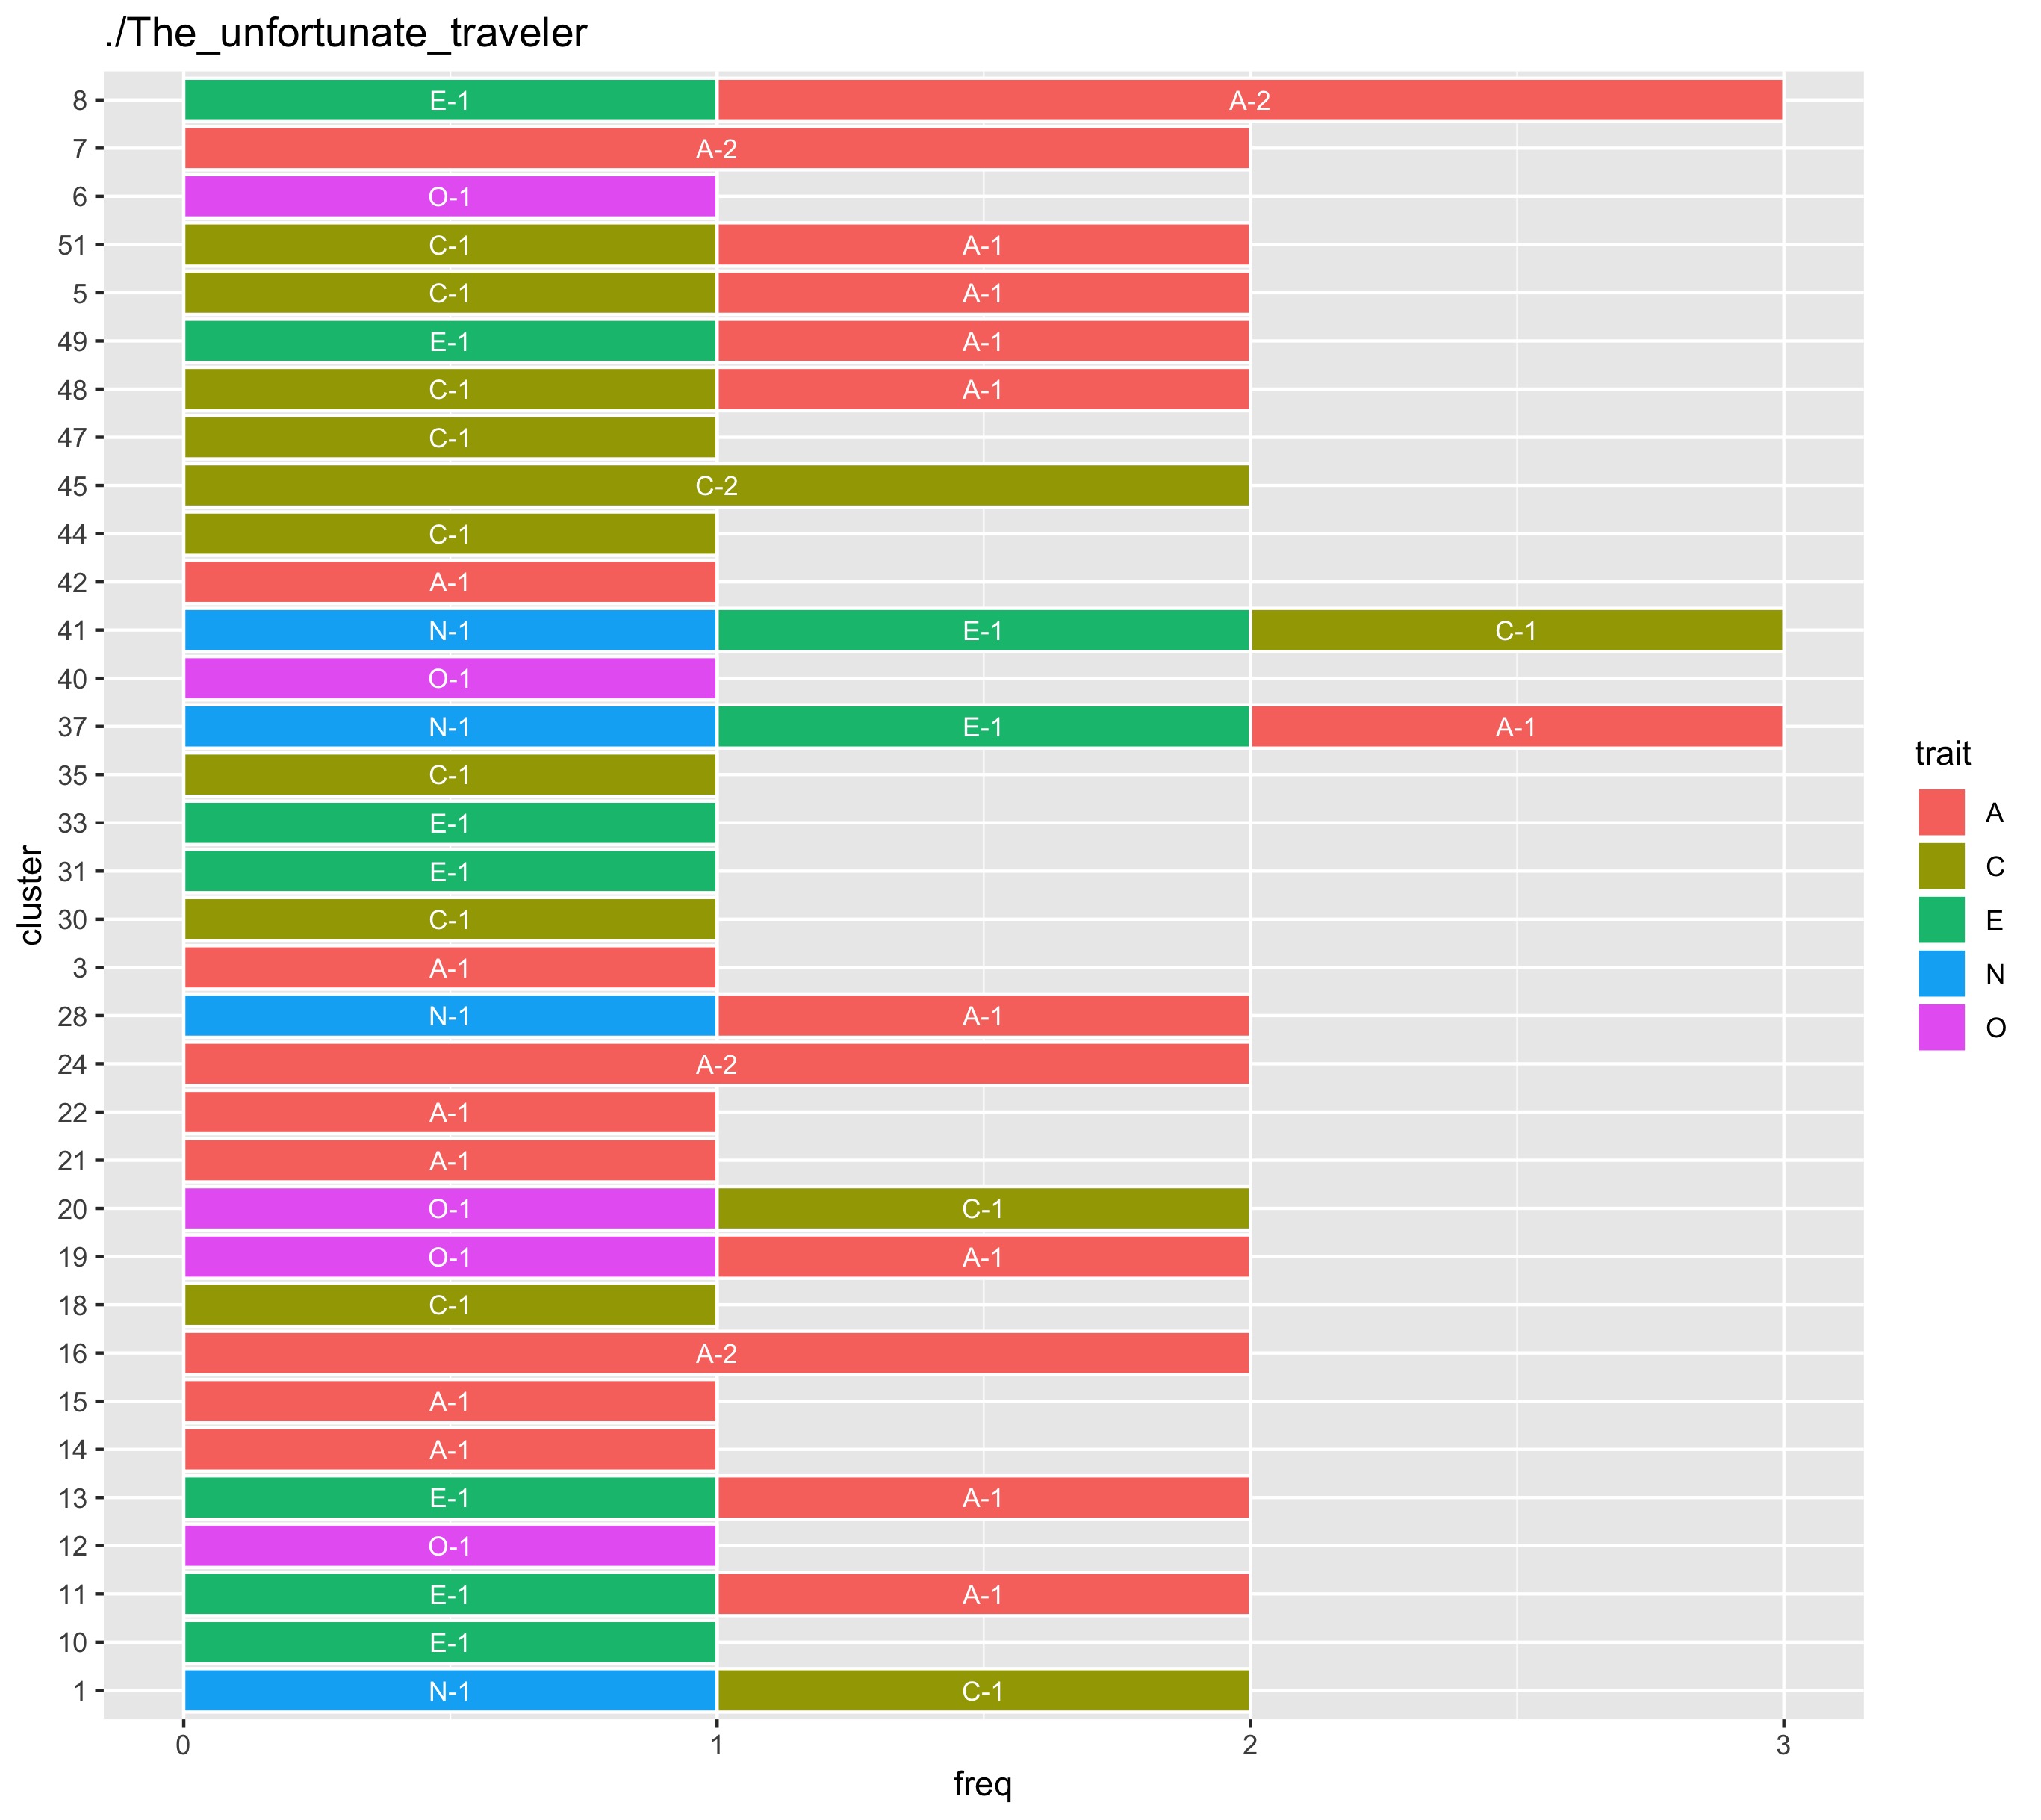 ./The_unfortunate_traveler
8 E-1 A-2
7 A-2
6 O-1
51 C-1 A-1
5 C-1 A-1
49 E-1 A-1
48 C-1 A-1
47 C-1
45 C-2
44 C-1
42 A-1
41 N-1 E-1 C-1
40 O-1
37 N-1 E-1 A-1
35 C-1
33 E-1
31 E-1
30 C-1
3 A-1
28 N-1 A-1
24 A-2
22 A-1
21 A-1
20 O-1 C-1
19 O-1 A-1
18 C-1
16 A-2
15 A-1
14 A-1
13 E-1 A-1
12 O-1
11 E-1 A-1
10 E-1
1 N-1 C-1
0 1 2 3
freq
cluster
trait
A
C
E
N
O